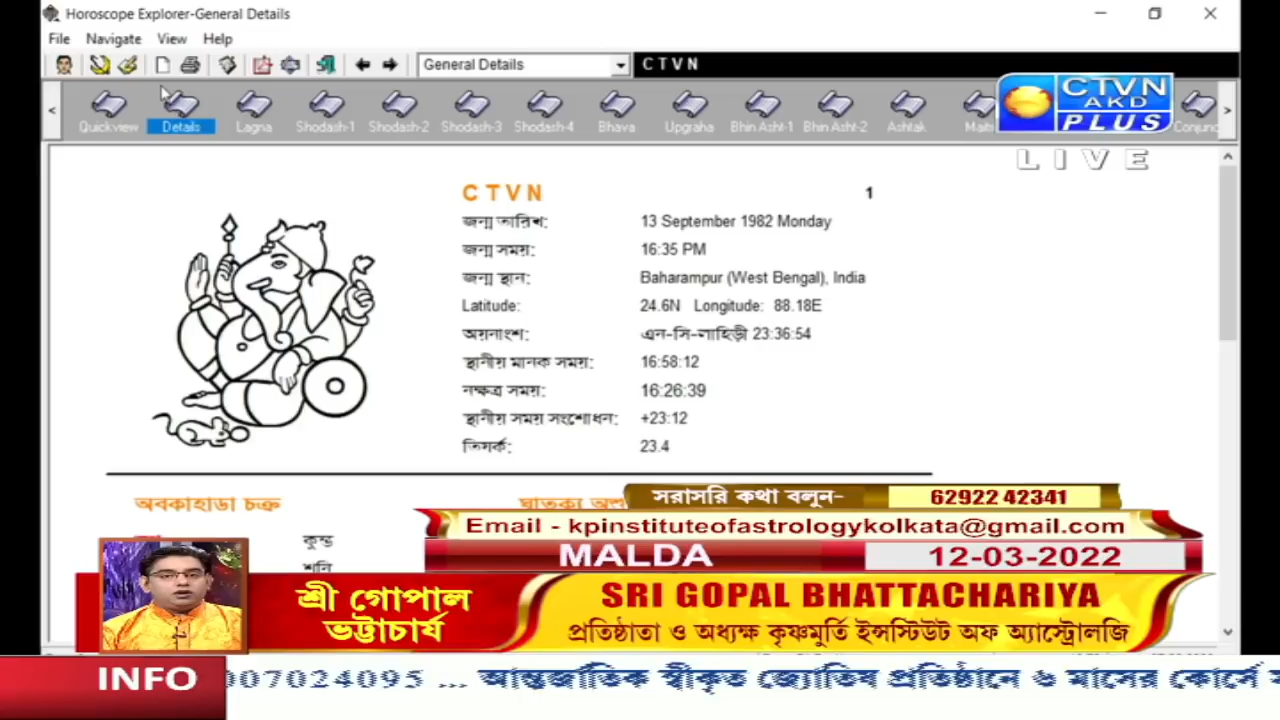 Horoscope Explorer-General Details
File Navigate View Help
General Details
C T V N
Quickview Details Lagna Shodash-1 Shodash-2 Shodash-3 Shodash-4 Bhava Upgraha Bhin Asht-1 Bhin Asht-2 Ashtak
CTVN
AKD
PLUS
LIVE
C T V N 1
জন্ম তারিখ: 13 September 1982 Monday
জন্ম সময়: 16:35 PM
জন্ম স্থান: Baharampur (West Bengal), India
Latitude: 24.6N Longitude: 88.18E
অয়নাংশ: এন-সি-লাহিড়ী 23:36:54
স্থানীয় মানক সময়: 16:58:12
নক্ষত্র সময়: 16:26:39
স্থানীয় সময় সংশোধন: +23:12
23.4
অবকাহাডা চক্র ঘাতক্য
সরাসরি কথা বলুন- 62922 42341
কুম্ভ
শনি
Email - kpinstituteofastrologykolkata@gmail.com
MALDA 12-03-2022
শ্রী গোপাল
ভট্টাচার্য
SRI GOPAL BHATTACHARIYA
প্রতিষ্ঠাতা ও অধ্যক্ষ কৃষ্ণমুর্তি ইন্সস্টিউট অফ অ্যাস্ট্রোলজি
INFO 007024095 ... আন্তর্জাতিক স্বীকৃত জ্যোতিষ প্রতিষ্ঠানে ৬ মাসের কোর্সে